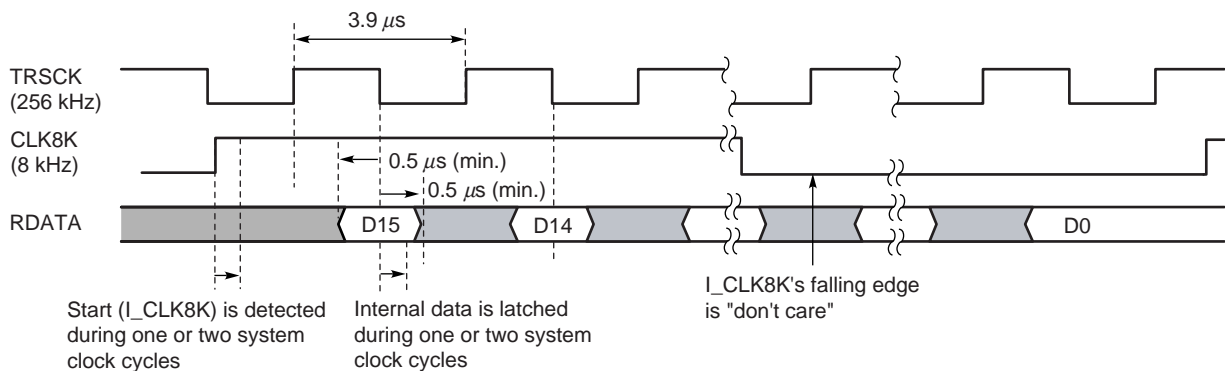 3.9 μs
TRSCK
(256 kHz)
CLK8K
(8 kHz)
0.5 μs (min.)
0.5 μs (min.)
RDATA
D15
D14
D0
Start (I_CLK8K) is detected
during one or two system
clock cycles
Internal data is latched
during one or two system
clock cycles
I_CLK8K's falling edge
is "don't care"